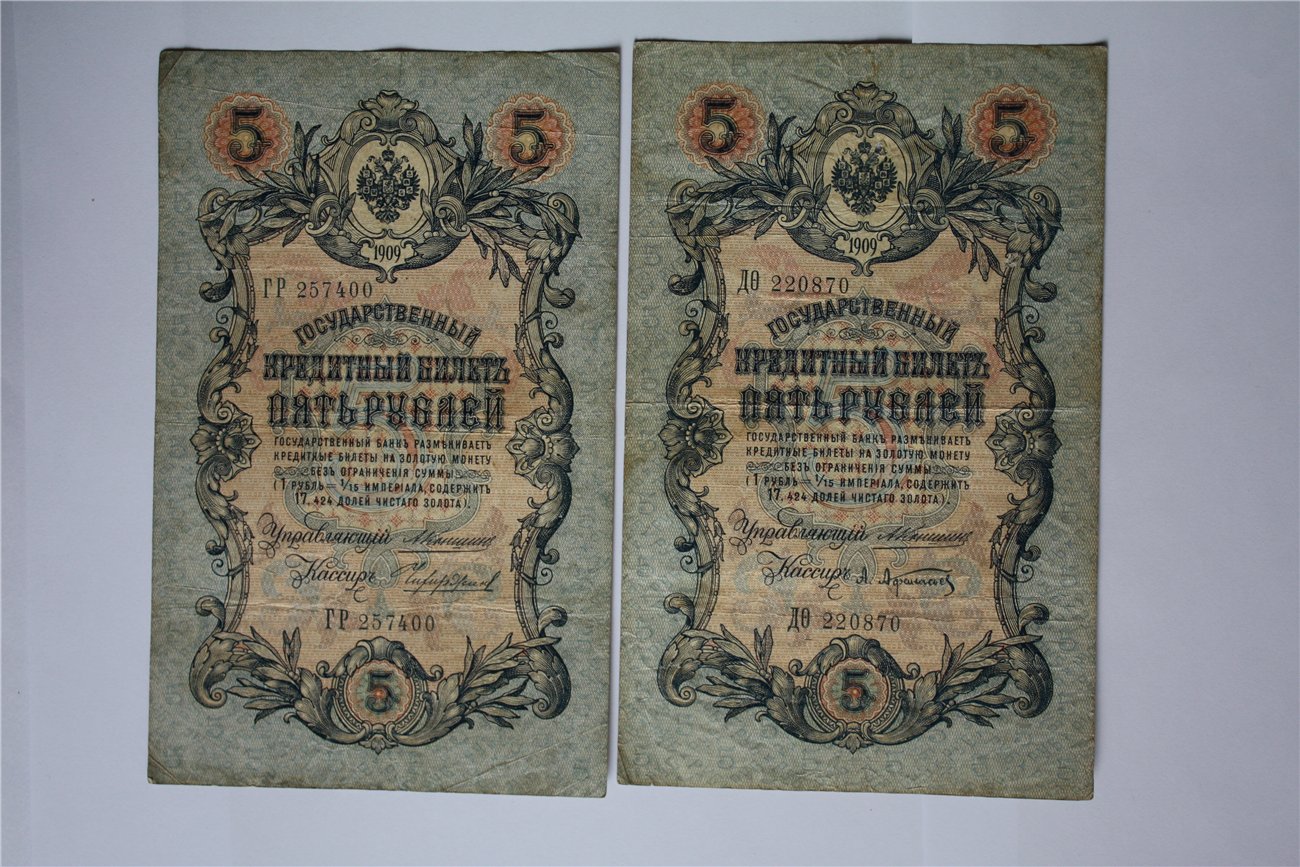 5 5
1909
ГР 257400
ГОСУДАРСТВЕННЫЙ
КРЕДИТНЫЙ БИЛЕТЪ
ПЯТЬ РУБЛЕЙ
ГОСУДАРСТВЕННЫЙ БАНКЪ РАЗМѢНИВАЕТЪ
КРЕДИТНЫЕ БИЛЕТЫ НА ЗОЛОТУЮ МОНЕТУ
БЕЗЪ ОГРАНИЧЕНІЯ СУММЫ
(1 РУБЛЬ = 1/15 ИМПЕРІАЛА, СОДЕРЖИТЪ
17,424 ДОЛЕЙ ЧИСТАГО ЗОЛОТА).
Управляющій АКоншинъ
Кассиръ
ГР 257400
5
5 5
1909
ДѲ 220870
ГОСУДАРСТВЕННЫЙ
КРЕДИТНЫЙ БИЛЕТЪ
ПЯТЬ РУБЛЕЙ
ГОСУДАРСТВЕННЫЙ БАНКЪ РАЗМѢНИВАЕТЪ
КРЕДИТНЫЕ БИЛЕТЫ НА ЗОЛОТУЮ МОНЕТУ
БЕЗЪ ОГРАНИЧЕНІЯ СУММЫ
(1 РУБЛЬ = 1/15 ИМПЕРІАЛА, СОДЕРЖИТЪ
17,424 ДОЛЕЙ ЧИСТАГО ЗОЛОТА).
Управляющій АКоншинъ
Кассиръ А.
ДѲ 220870
5